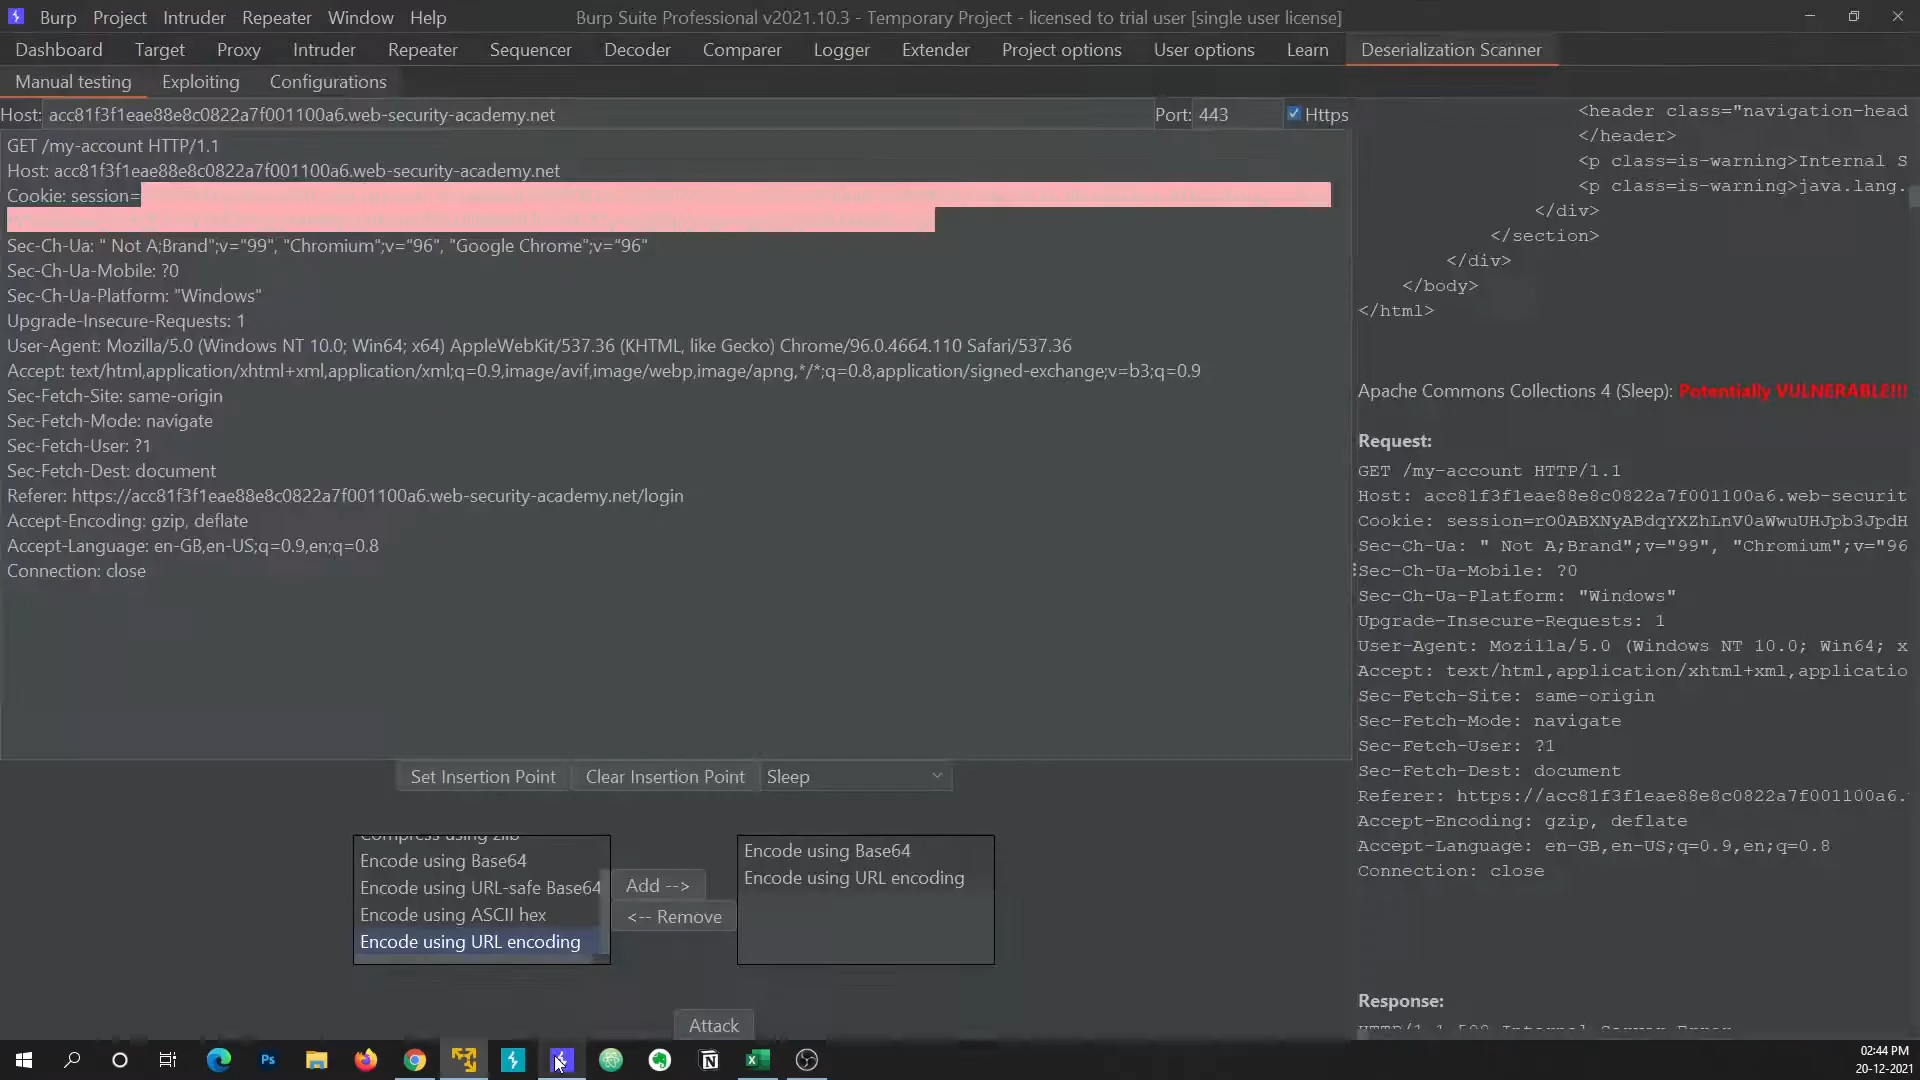 Burp Project Intruder Repeater Window Help
Burp Suite Professional v2021.10.3 - Temporary Project - licensed to trial user [single user license]
Dashboard Target Proxy Intruder Repeater Sequencer Decoder Comparer Logger Extender Project options User options Learn Deserialization Scanner
Manual testing Exploiting Configurations
Host: acc81f3f1eae88e8c0822a7f001100a6.web-security-academy.net
Port: 443
Https
GET /my-account HTTP/1.1
Host: acc81f3f1eae88e8c0822a7f001100a6.web-security-academy.net
Cookie: session=
Sec-Ch-Ua: " Not A;Brand";v="99", "Chromium";v="96", "Google Chrome";v="96"
Sec-Ch-Ua-Mobile: ?0
Sec-Ch-Ua-Platform: "Windows"
Upgrade-Insecure-Requests: 1
User-Agent: Mozilla/5.0 (Windows NT 10.0; Win64; x64) AppleWebKit/537.36 (KHTML, like Gecko) Chrome/96.0.4664.110 Safari/537.36
Accept: text/html,application/xhtml+xml,application/xml;q=0.9,image/avif,image/webp,image/apng,*/*;q=0.8,application/signed-exchange;v=b3;q=0.9
Sec-Fetch-Site: same-origin
Sec-Fetch-Mode: navigate
Sec-Fetch-User: ?1
Sec-Fetch-Dest: document
Referer: https://acc81f3f1eae88e8c0822a7f001100a6.web-security-academy.net/login
Accept-Encoding: gzip, deflate
Accept-Language: en-GB,en-US;q=0.9,en;q=0.8
Connection: close
Set Insertion Point
Clear Insertion Point
Sleep
Compress using zlib
Encode using Base64
Encode using URL-safe Base64
Encode using ASCII hex
Encode using URL encoding
Add -->
<-- Remove
Encode using Base64
Encode using URL encoding
Attack
<header class="navigation-head
</header>
<p class=is-warning>Internal S
<p class=is-warning>java.lang.
</div>
</section>
</div>
</body>
</html>
Apache Commons Collections 4 (Sleep): Potentially VULNERABLE!!!
Request:
GET /my-account HTTP/1.1
Host: acc81f3f1eae88e8c0822a7f001100a6.web-securit
Cookie: session=rO0ABXNyABdqYXZhLnV0aWwuUHJpb3JpdH
Sec-Ch-Ua: " Not A;Brand";v="99", "Chromium";v="96
Sec-Ch-Ua-Mobile: ?0
Sec-Ch-Ua-Platform: "Windows"
Upgrade-Insecure-Requests: 1
User-Agent: Mozilla/5.0 (Windows NT 10.0; Win64; x
Accept: text/html,application/xhtml+xml,applicatio
Sec-Fetch-Site: same-origin
Sec-Fetch-Mode: navigate
Sec-Fetch-User: ?1
Sec-Fetch-Dest: document
Referer: https://acc81f3f1eae88e8c0822a7f001100a6.
Accept-Encoding: gzip, deflate
Accept-Language: en-GB,en-US;q=0.9,en;q=0.8
Connection: close
Response:
HTTP/1.1 500 Internal Server Error
Ps
02:44 PM
20-12-2021